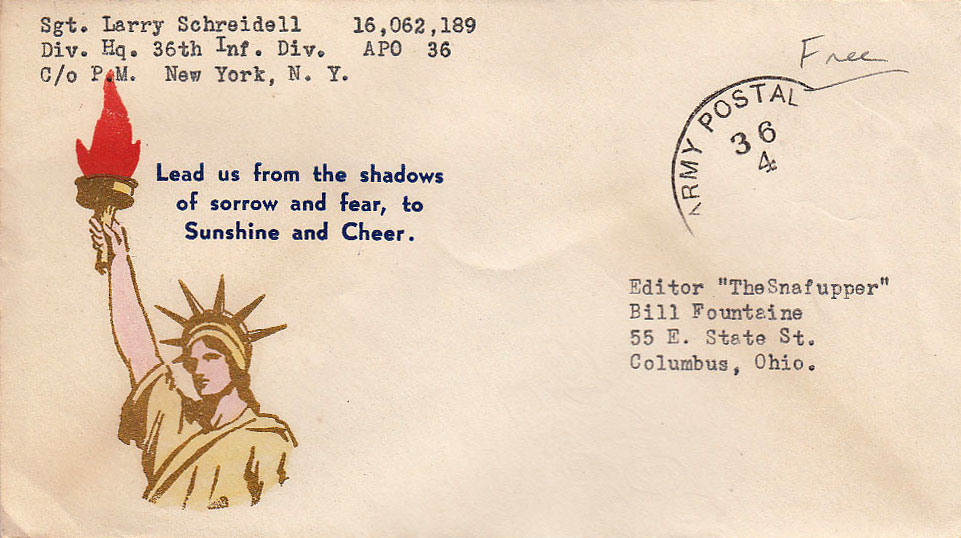 Sgt. Larry Schreidell 16,062,189
Div. Hq. 36th Inf. Div. APO 36
C/o P.M. New York, N. Y.
Free
ARMY POSTAL
36
4
Lead us from the shadows
of sorrow and fear, to
Sunshine and Cheer.
Editor "TheSnafupper"
Bill Fountaine
55 E. State St.
Columbus, Ohio.